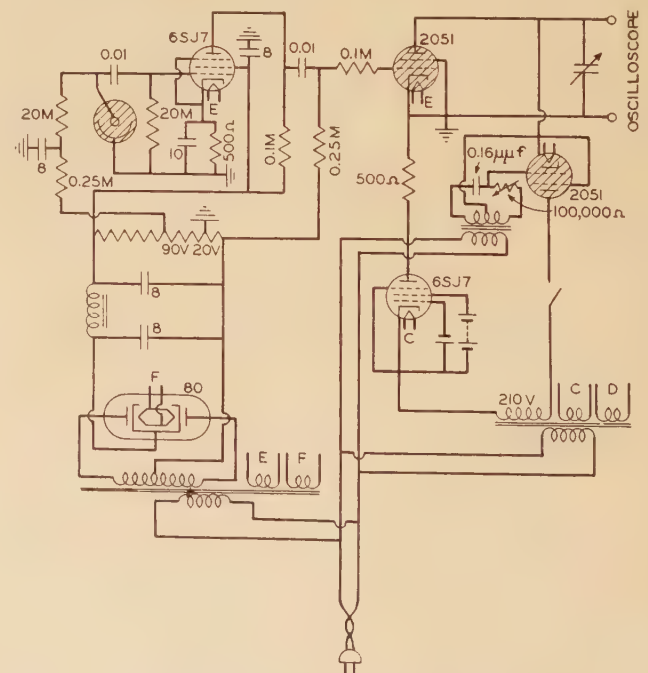 6SJ7
8
0.01
0.01
0.1M
2051
E
E
20M
20M
10
500Ω
0.1M
0.25M
8
0.25M
90V 20V
8
8
F
80
E
F
500Ω
6SJ7
C
0.16μμf
2051
100,000Ω
210V
C
D
OSCILLOSCOPE